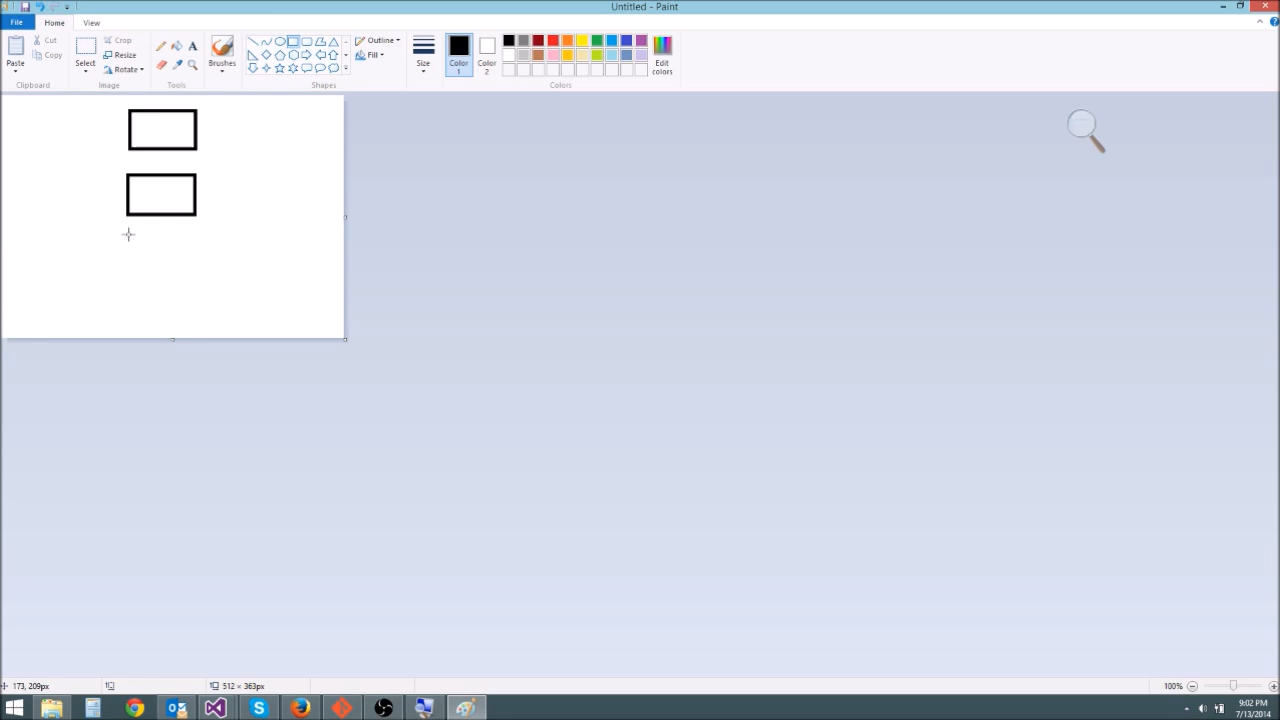 Untitled - Paint
File Home View
Paste
Cut
Copy
Clipboard
Select
Crop
Resize
Rotate
Image
A
Tools
Brushes
Outline
Fill
Shapes
Size
Color 1
Color 2
Edit colors
Colors
173, 209px
512 × 363px
100%
9:02 PM
7/13/2014